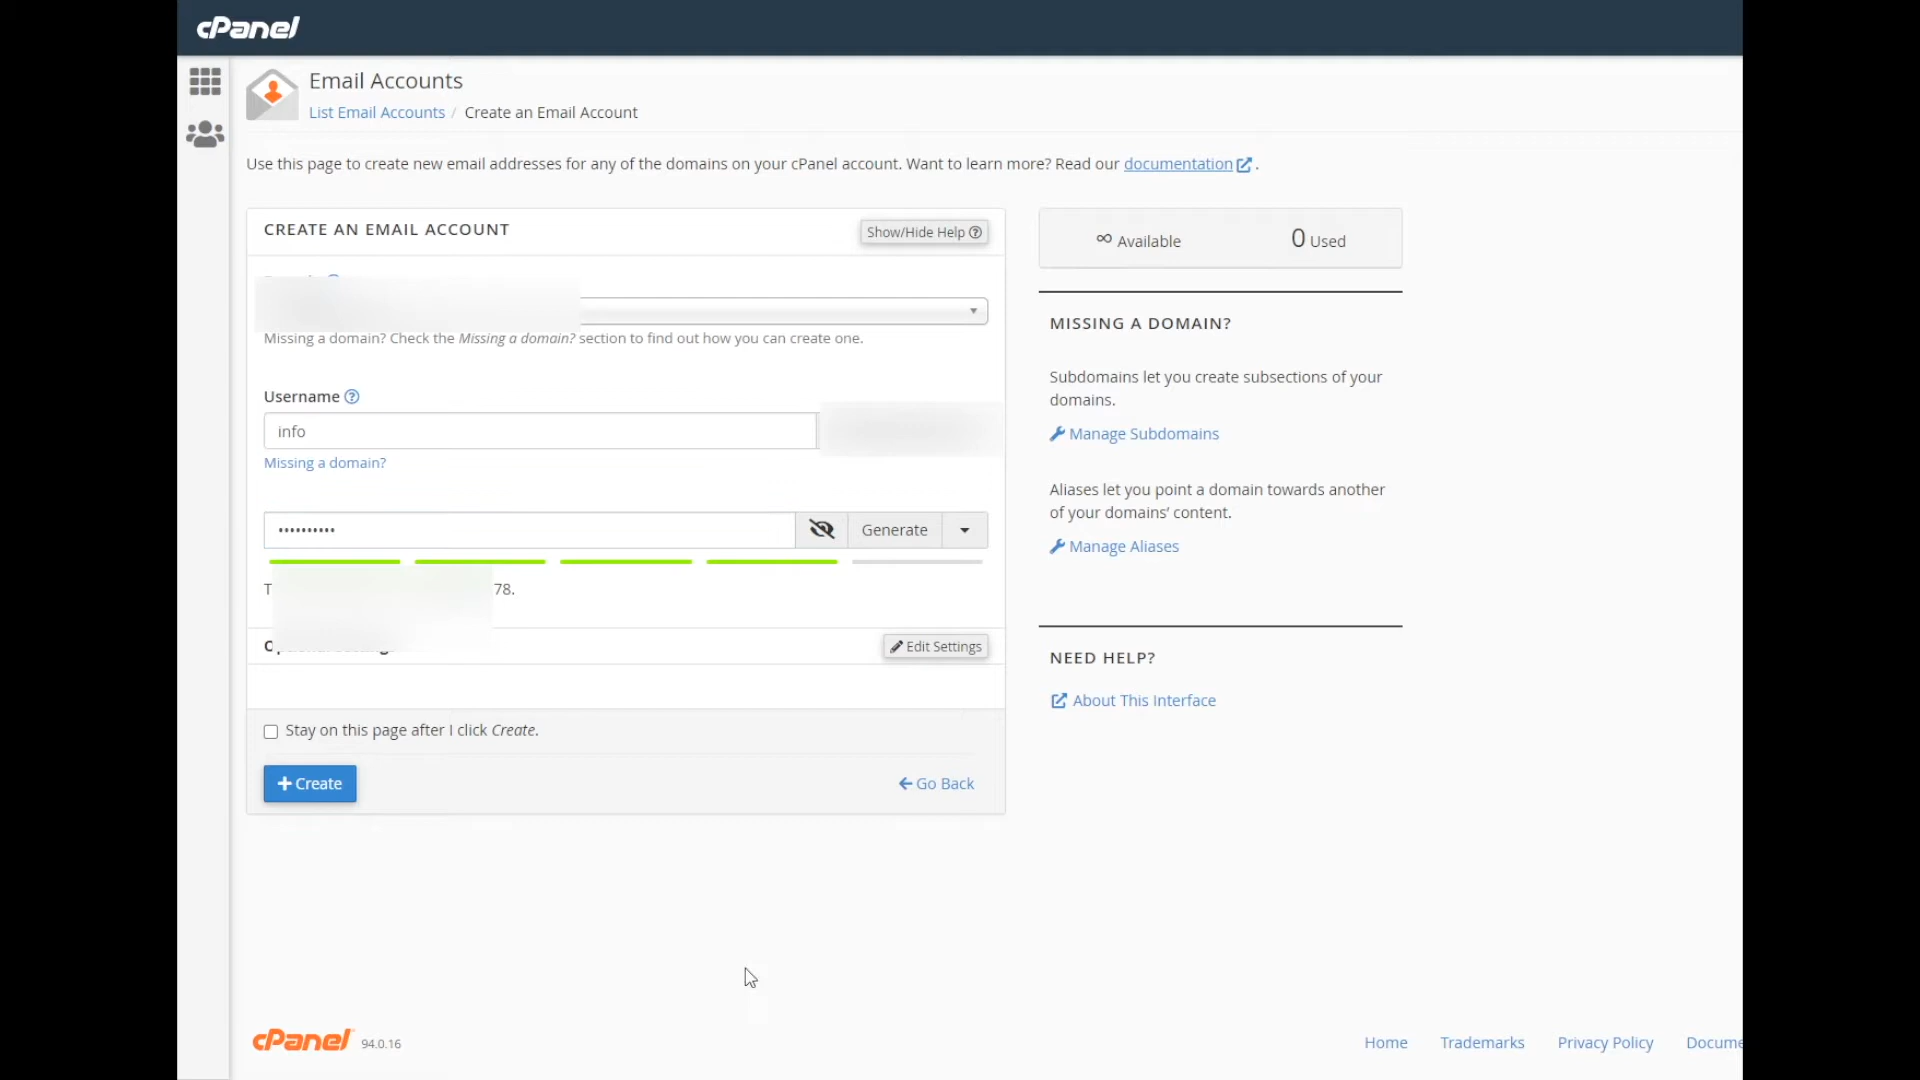 cPanel
Email Accounts
List Email Accounts / Create an Email Account
Use this page to create new email addresses for any of the domains on your cPanel account. Want to learn more? Read our documentation .
CREATE AN EMAIL ACCOUNT
Show/Hide Help
Missing a domain? Check the Missing a domain? section to find out how you can create one.
Username
info
Missing a domain?
••••••••••
Generate
78.
Edit Settings
Stay on this page after I click Create.
+ Create
Go Back
∞ Available
0 Used
MISSING A DOMAIN?
Subdomains let you create subsections of your
domains.
Manage Subdomains
Aliases let you point a domain towards another
of your domains’ content.
Manage Aliases
NEED HELP?
About This Interface
cPanel 94.0.16
Home
Trademarks
Privacy Policy
Docume